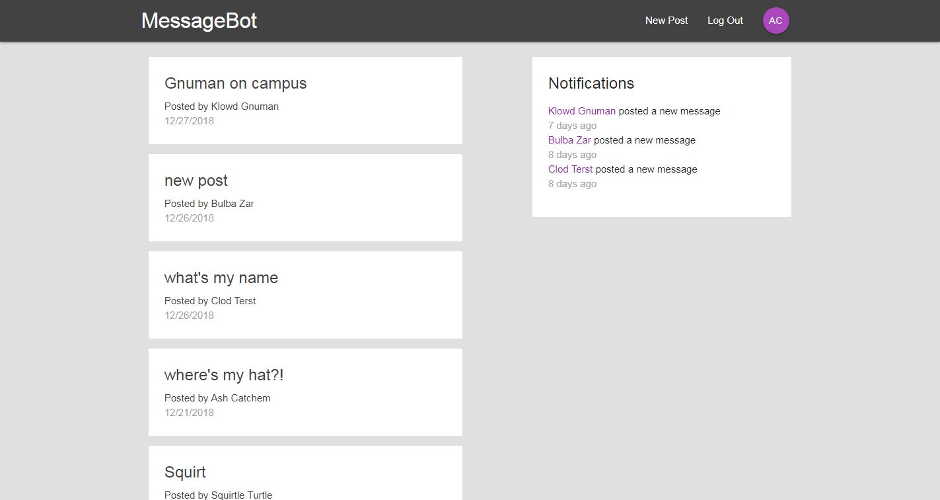 MessageBot
New Post
Log Out
AC
Gnuman on campus
Posted by Klowd Gnuman
12/27/2018
new post
Posted by Bulba Zar
12/26/2018
what's my name
Posted by Clod Terst
12/26/2018
where's my hat?!
Posted by Ash Catchem
12/21/2018
Squirt
Posted by Squirtle Turtle
Notifications
Klowd Gnuman posted a new message
7 days ago
Bulba Zar posted a new message
8 days ago
Clod Terst posted a new message
8 days ago